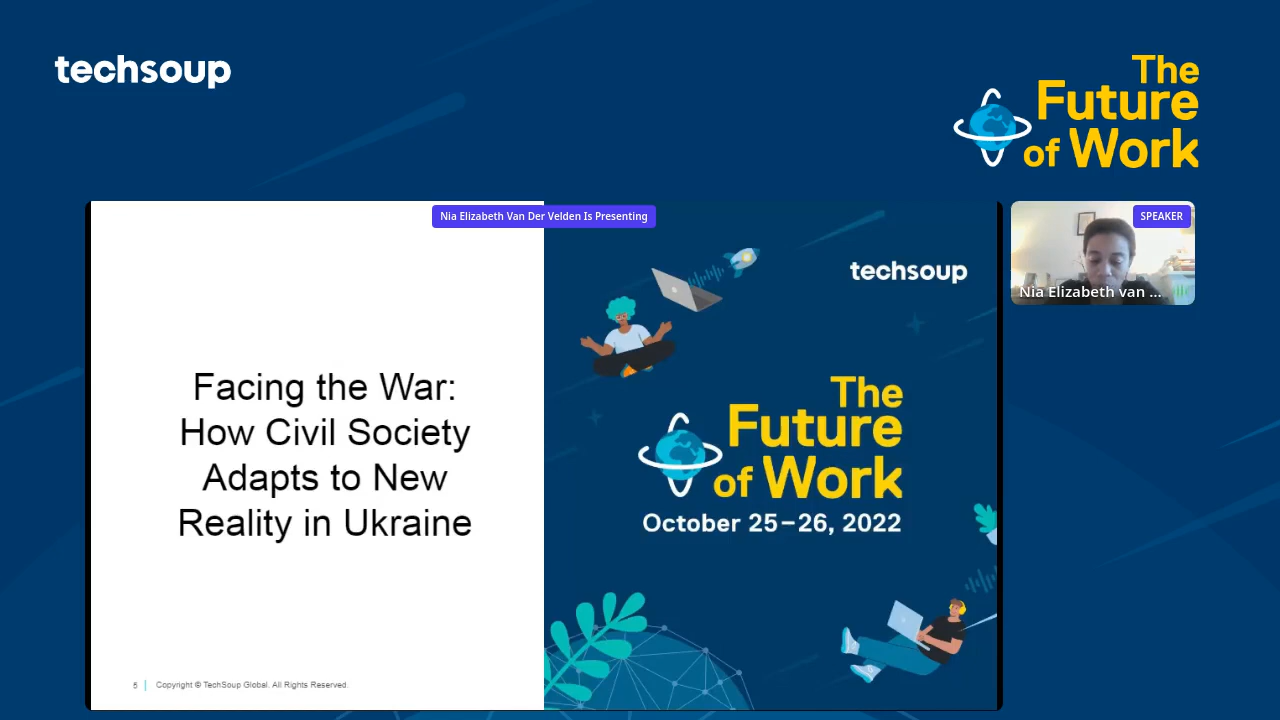 techsoup
The
Future
of Work
Nia Elizabeth Van Der Velden Is Presenting
SPEAKER
Nia Elizabeth van ...
techsoup
Facing the War:
How Civil Society
Adapts to New
Reality in Ukraine
The
Future
of Work
October 25–26, 2022
5 | Copyright © TechSoup Global. All Rights Reserved.